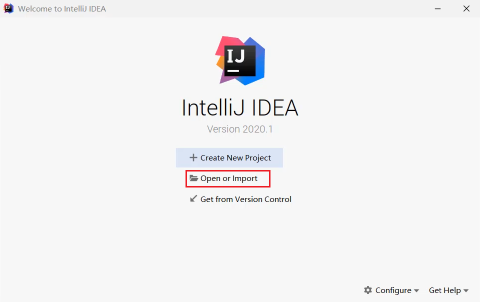 Welcome to IntelliJ IDEA
IJ
IntelliJ IDEA
Version 2020.1
Create New Project
Open or Import
Get from Version Control
Configure Get Help